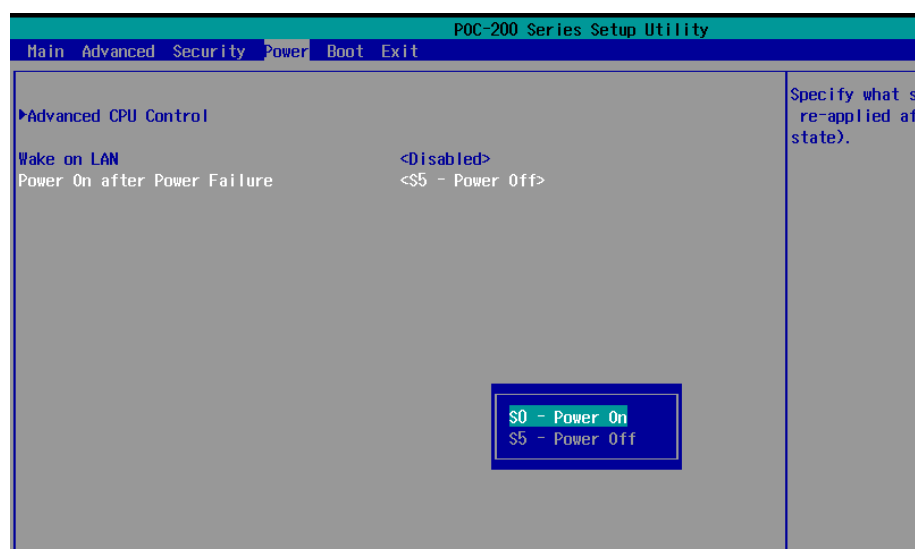 POC-200 Series Setup Utility
Main Advanced Security Power Boot Exit
Advanced CPU Control
Wake on LAN <Disabled>
Power On after Power Failure <S5 - Power Off>
Specify what s
re-applied af
state).
S0 - Power On
S5 - Power Off